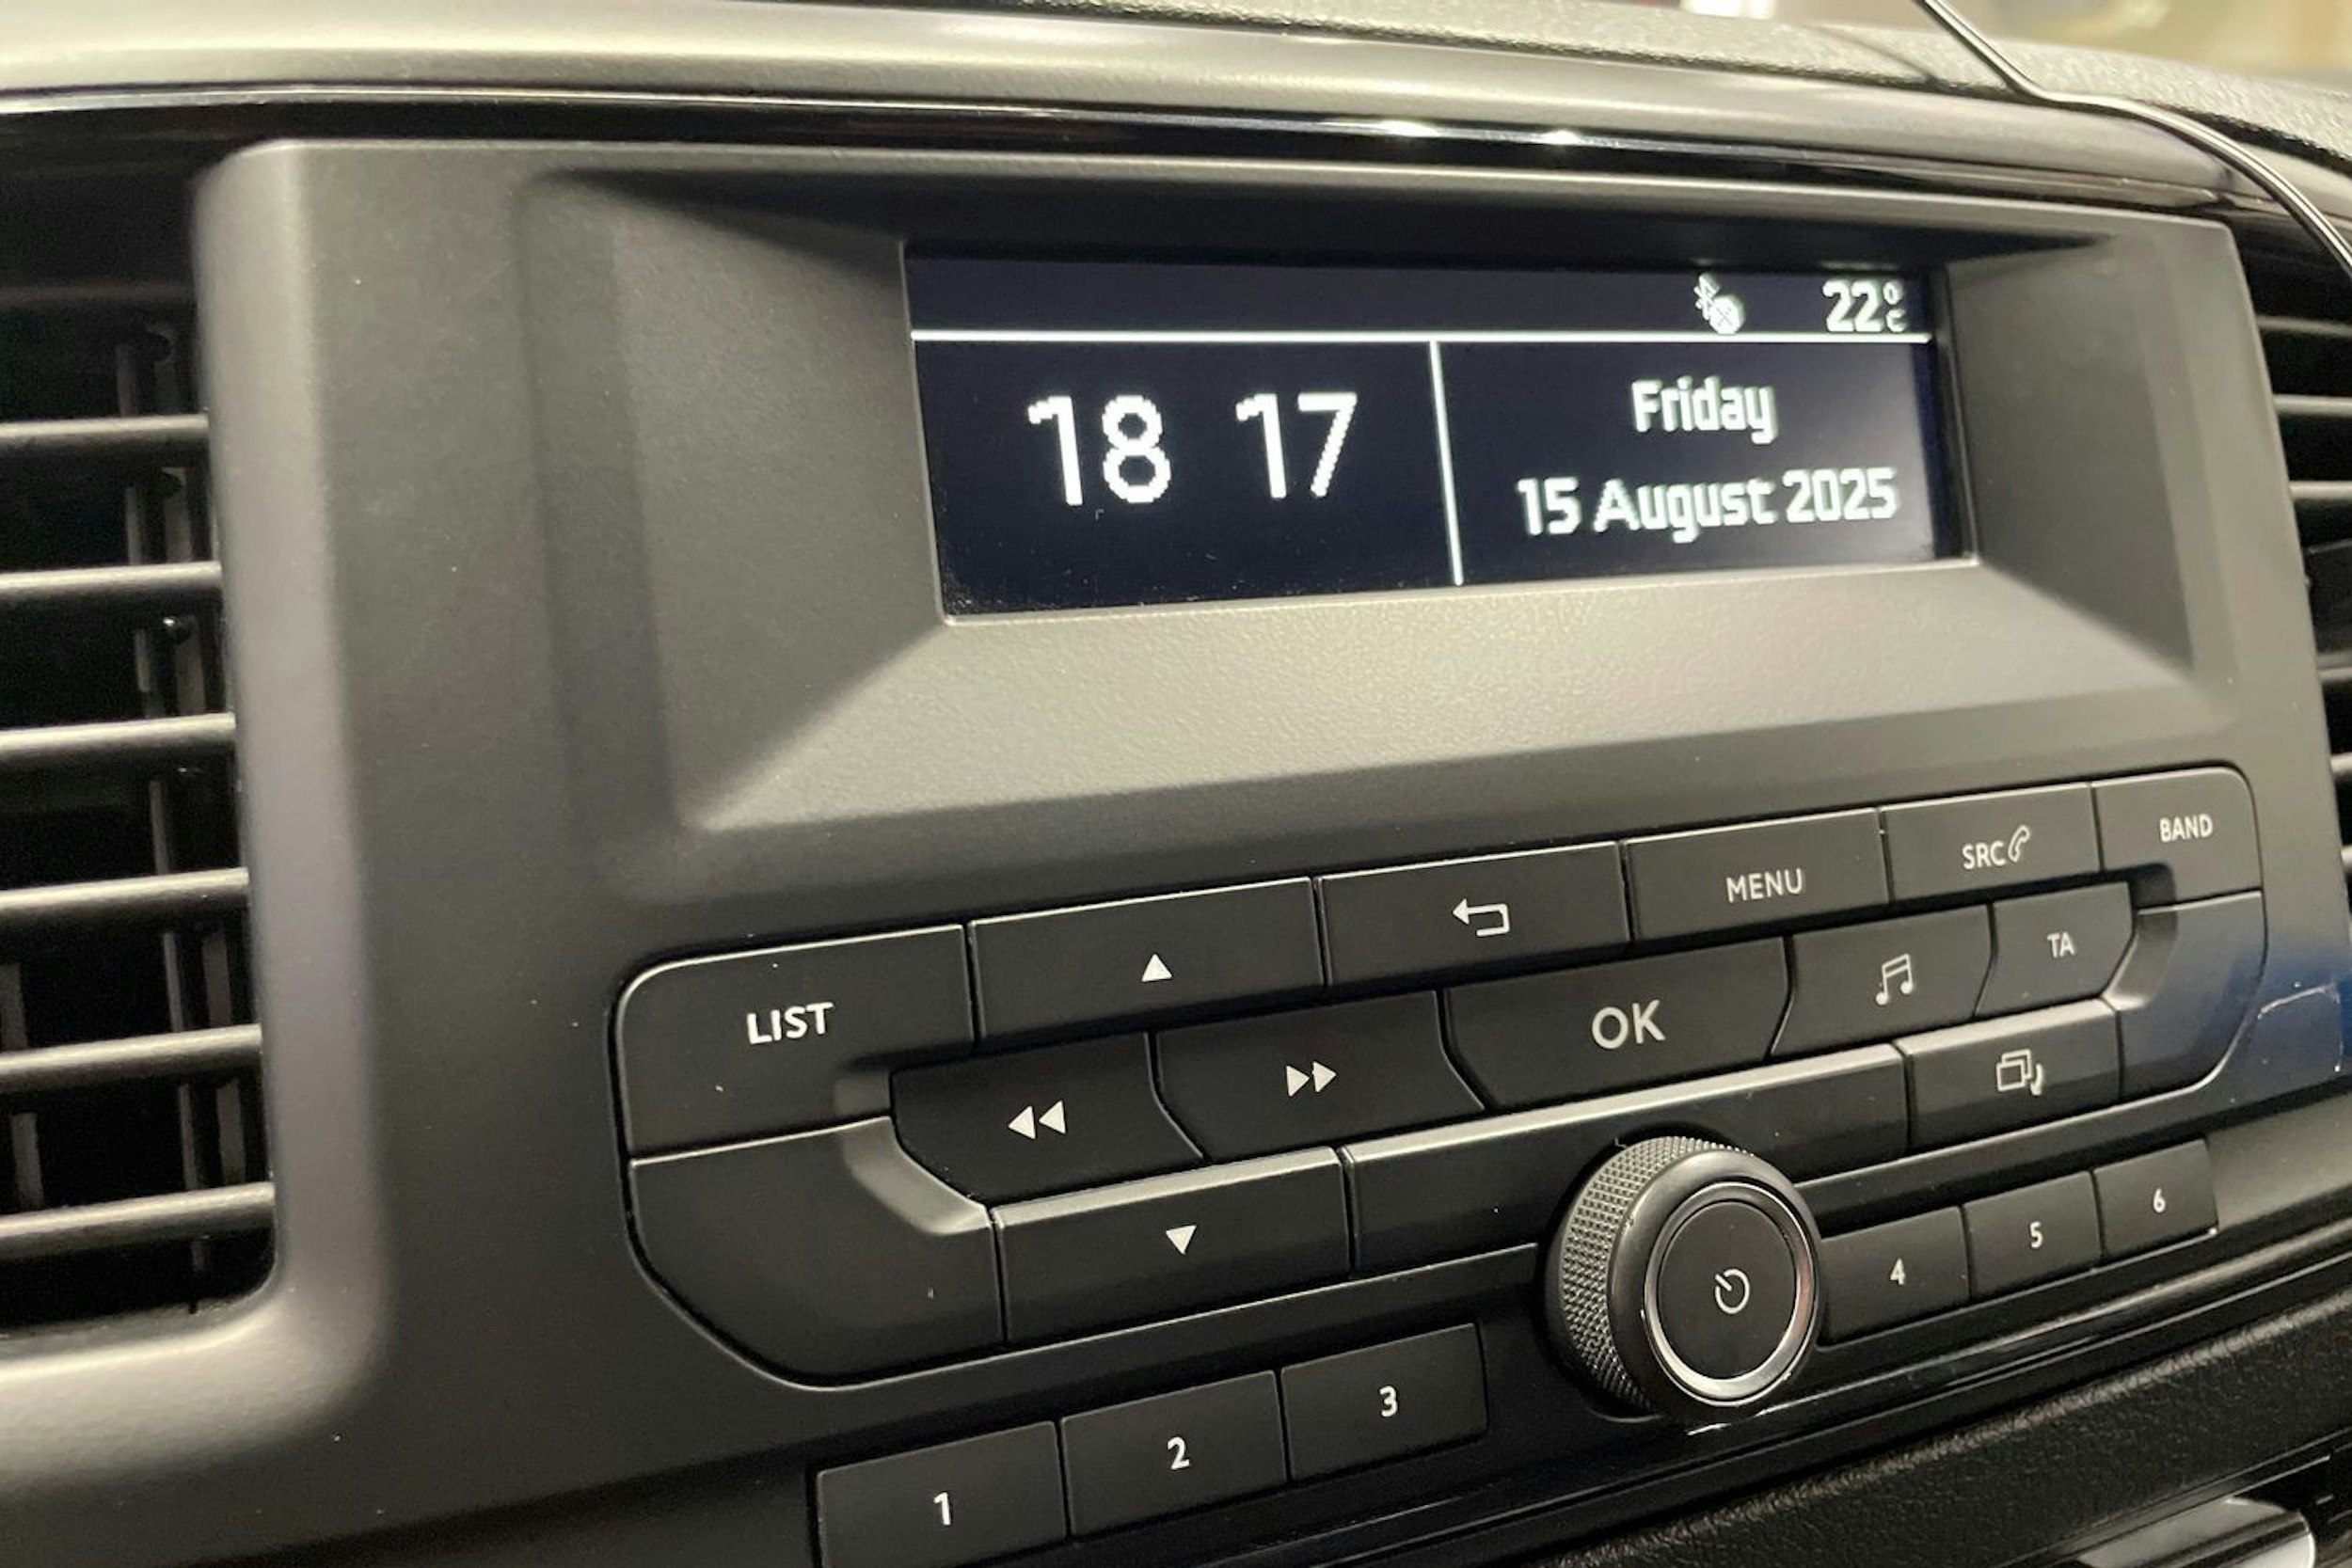 22°C
18 17
Friday
15 August 2025
LIST
MENU
SRC
BAND
OK
TA
1
2
3
4
5
6